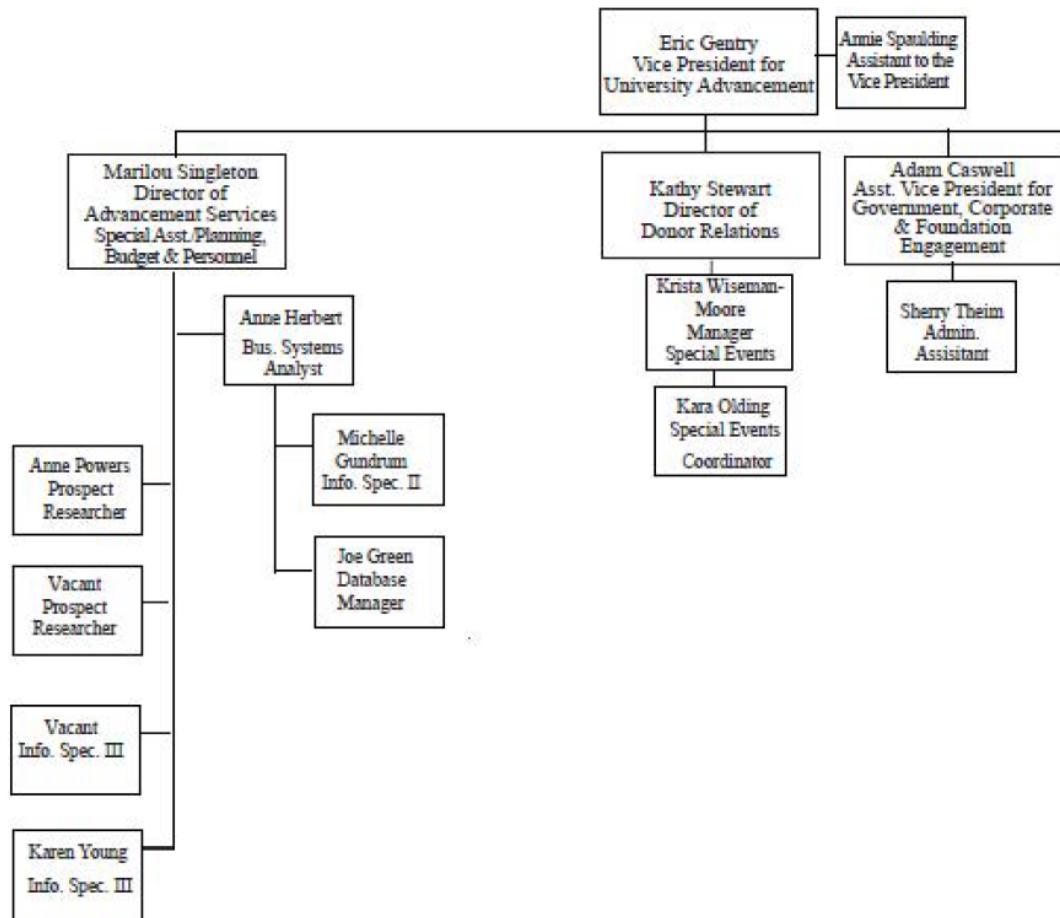 Eric Gentry
Vice President for
University Advancement
Annie Spaulding
Assistant to the
Vice President
Marilou Singleton
Director of
Advancement Services
Special Asst./Planning,
Budget & Personnel
Kathy Stewart
Director of
Donor Relations
Adam Caswell
Asst. Vice President for
Government, Corporate
& Foundation
Engagement
Anne Herbert
Bus. Systems
Analyst
Krista Wiseman-
Moore
Manager
Special Events
Sherry Theim
Admin.
Assisitant
Kara Olding
Special Events
Coordinator
Michelle
Gundrum
Info. Spec. II
Anne Powers
Prospect
Researcher
Joe Green
Database
Manager
Vacant
Prospect
Researcher
Vacant
Info. Spec. III
Karen Young
Info. Spec. III